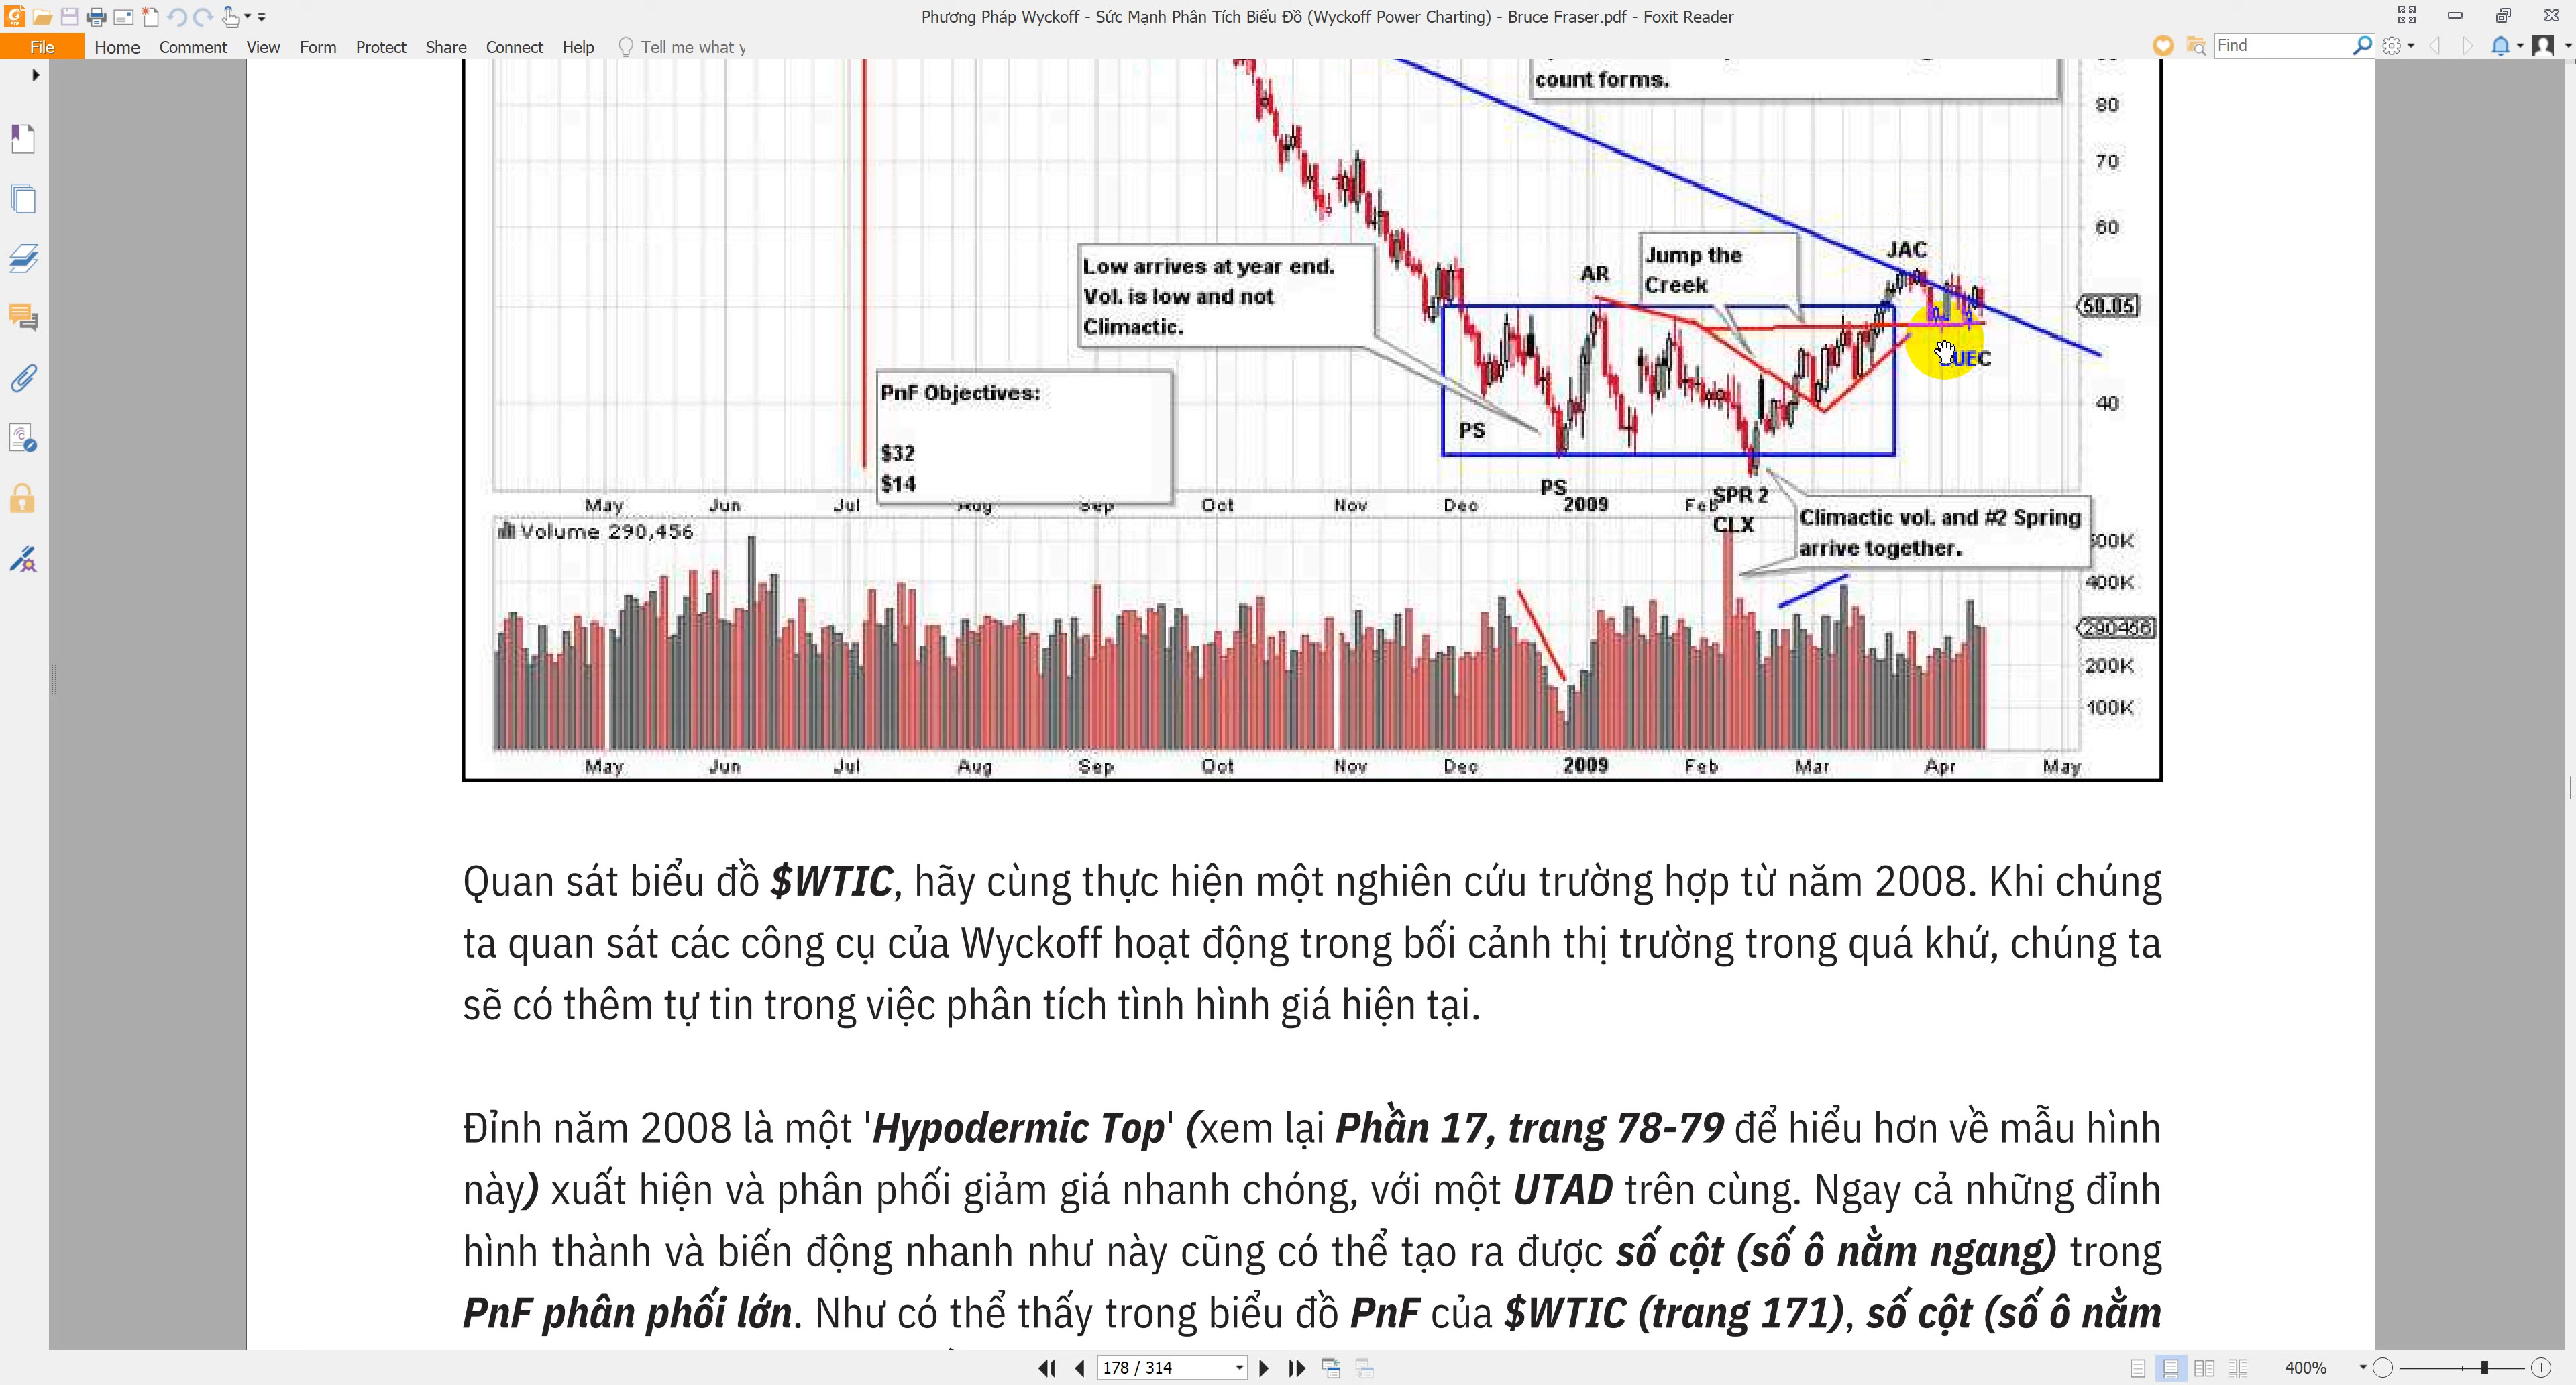 Phương Pháp Wyckoff - Sức Mạnh Phân Tích Biểu Đồ (Wyckoff Power Charting) - Bruce Fraser.pdf - Foxit Reader
File Home Comment View Form Protect Share Connect Help Tell me what y
Find
count forms.
80
70
60
50.05
40
Low arrives at year end.
Vol. is low and not
Climactic.
AR
Jump the
Creek
JAC
UEC
PnF Objectives:
$32
$14
PS
PS
SPR 2
CLX
May Jun Jul Aug Sep Oct Nov Dec 2009 Feb
Climactic vol. and #2 Spring
arrive together.
Volume 290,456
400K
290456
200K
100K
May Jun Jul Aug Sep Oct Nov Dec 2009 Feb Mar Apr May
Quan sát biểu đồ $WTIC, hãy cùng thực hiện một nghiên cứu trường hợp từ năm 2008. Khi chúng
ta quan sát các công cụ của Wyckoff hoạt động trong bối cảnh thị trường trong quá khứ, chúng ta
sẽ có thêm tự tin trong việc phân tích tình hình giá hiện tại.
Đỉnh năm 2008 là một 'Hypodermic Top' (xem lại Phần 17, trang 78-79 để hiểu hơn về mẫu hình
này) xuất hiện và phân phối giảm giá nhanh chóng, với một UTAD trên cùng. Ngay cả những đỉnh
hình thành và biến động nhanh như này cũng có thể tạo ra được số cột (số ô nằm ngang) trong
PnF phân phối lớn. Như có thể thấy trong biểu đồ PnF của $WTIC (trang 171), số cột (số ô nằm
178 / 314
400%